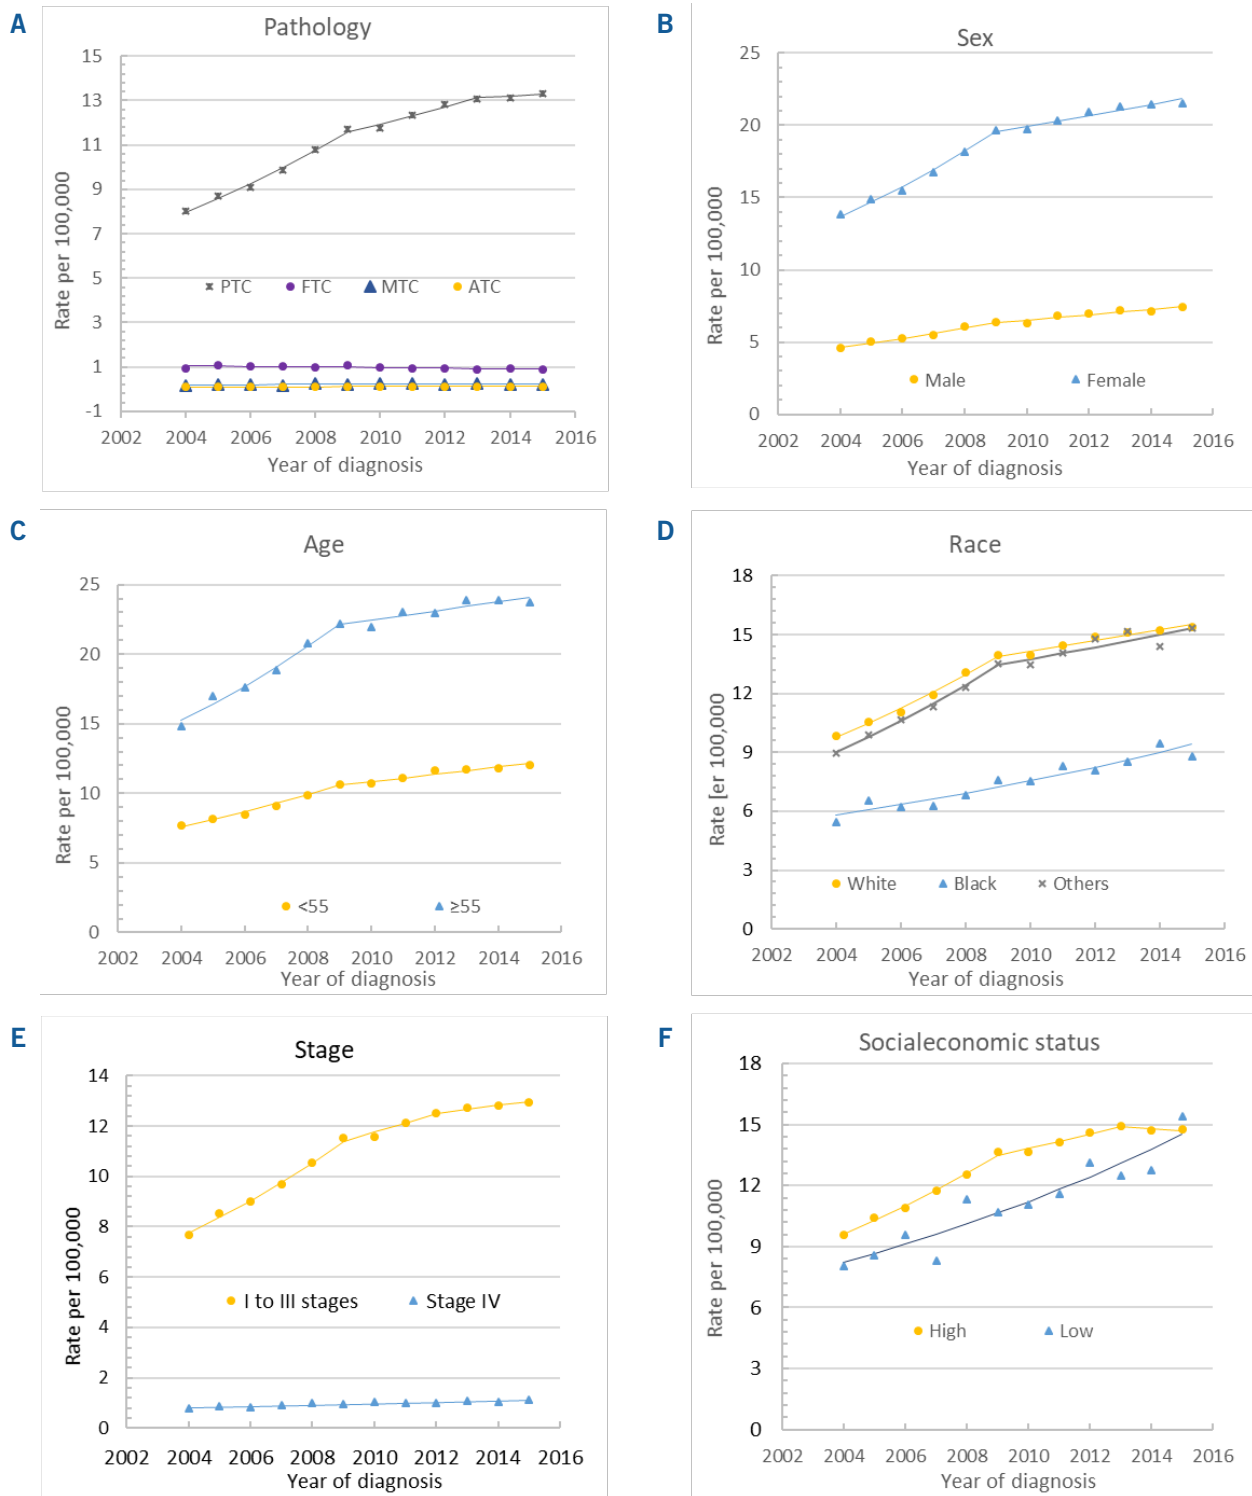 A
Pathology
15
13
11
9
7
5
3
1
-1
Rate per 100,000
PTC FTC MTC ATC
2002 2004 2006 2008 2010 2012 2014 2016
Year of diagnosis
B
Sex
25
20
15
10
5
0
Rate per 100,000
Male Female
2002 2004 2006 2008 2010 2012 2014 2016
Year of diagnosis
C
Age
25
20
15
10
5
0
Rate per 100,000
<55 ≥55
2002 2004 2006 2008 2010 2012 2014 2016
Year of diagnosis
D
Race
18
15
12
9
6
3
0
Rate [er 100,000
White Black Others
2002 2004 2006 2008 2010 2012 2014 2016
Year of diagnosis
E
Stage
14
12
10
8
6
4
2
0
Rate per 100,000
I to III stages Stage IV
2002 2004 2006 2008 2010 2012 2014 2016
Year of diagnosis
F
Socialeconomic status
18
15
12
9
6
3
0
Rate per 100,000
High Low
2002 2004 2006 2008 2010 2012 2014 2016
Year of diagnosis